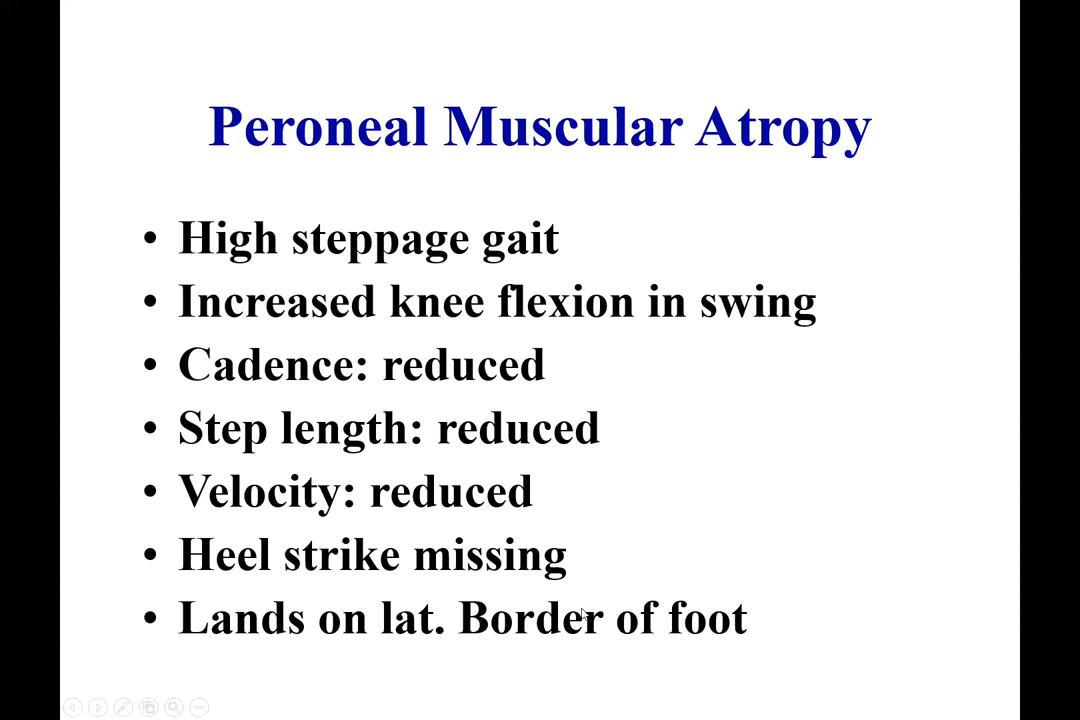 Peroneal Muscular Atropy
• High steppage gait
• Increased knee flexion in swing
• Cadence: reduced
• Step length: reduced
• Velocity: reduced
• Heel strike missing
• Lands on lat. Border of foot